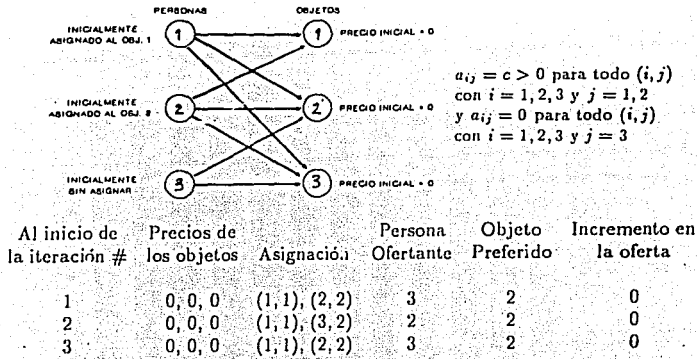 PERSONAS OBJETOS
INICIALMENTE
ASIGNADO AL OBJ. 1
1 1 PRECIO INICIAL = 0
INICIALMENTE
ASIGNADO AL OBJ. 2
2 2 PRECIO INICIAL = 0
INICIALMENTE
SIN ASIGNAR
3 3 PRECIO INICIAL = 0
a_{ij} = c > 0 para todo (i, j)
con i = 1, 2, 3 y j = 1, 2
y a_{ij} = 0 para todo (i, j)
con i = 1, 2, 3 y j = 3
Al inicio de Precios de Persona Objeto Incremento en
la iteración # los objetos Asignación Ofertante Preferido la oferta
1 0, 0, 0 (1, 1), (2, 2) 3 2 0
2 0, 0, 0 (1, 1), (3, 2) 2 2 0
3 0, 0, 0 (1, 1), (2, 2) 3 2 0